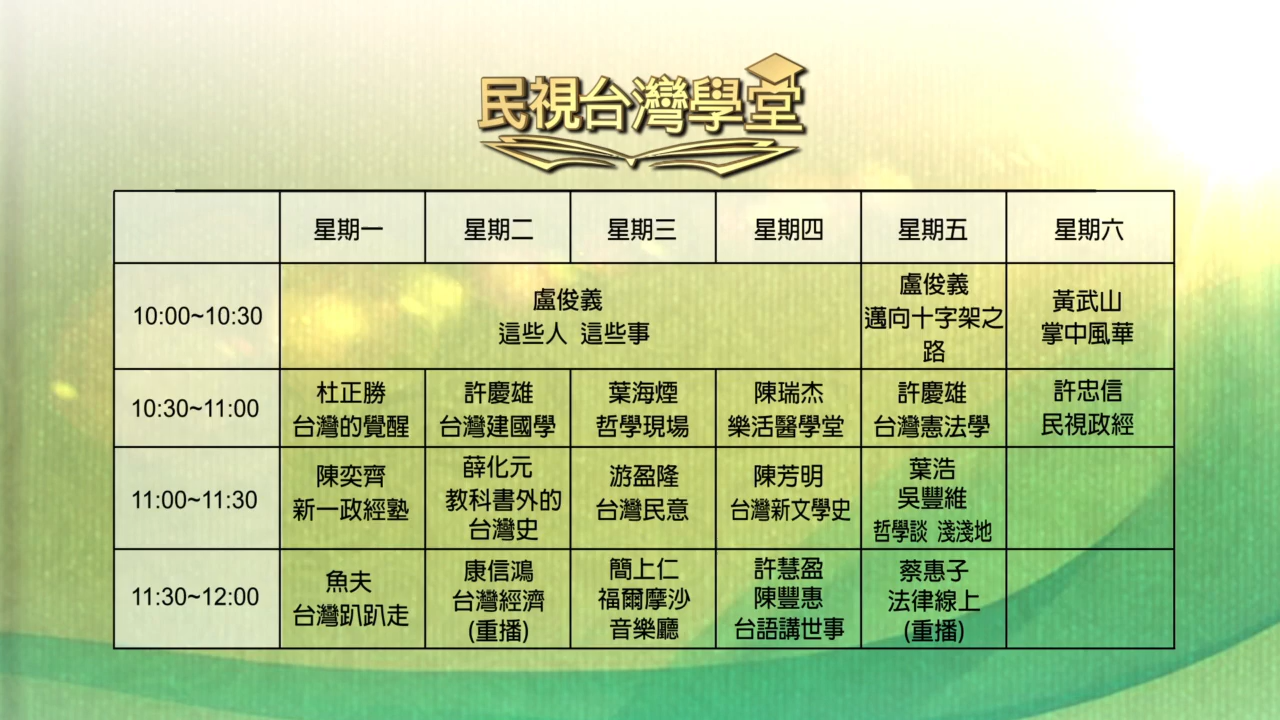 民視台灣學堂
星期一 星期二 星期三 星期四 星期五 星期六
10:00~10:30
盧俊義
這些人 這些事
盧俊義
邁向十字架之
路
黃武山
掌中風華
10:30~11:00
杜正勝
台灣的覺醒
許慶雄
台灣建國學
葉海煙
哲學現場
陳瑞杰
樂活醫學堂
許慶雄
台灣憲法學
許忠信
民視政經
11:00~11:30
陳奕齊
新一政經塾
薛化元
教科書外的
台灣史
游盈隆
台灣民意
陳芳明
台灣新文學史
葉浩
吳豐維
哲學談 淺淺地
11:30~12:00
魚夫
台灣趴趴走
康信鴻
台灣經濟
(重播)
簡上仁
福爾摩沙
音樂廳
許慧盈
陳豐惠
台語講世事
蔡惠子
法律線上
(重播)